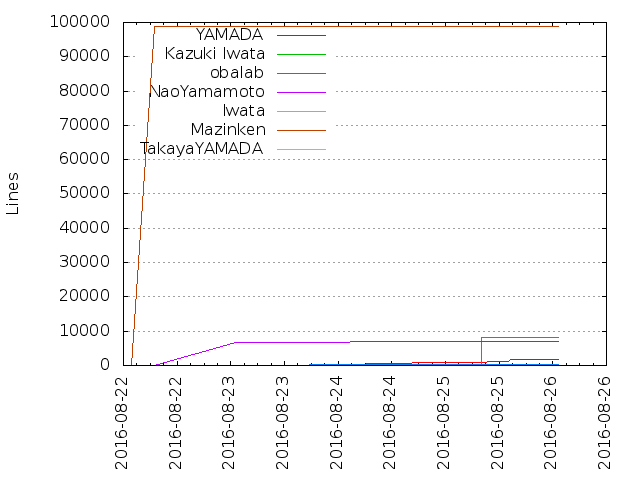 100000
90000
80000
70000
60000
50000
40000
30000
20000
10000
0
Lines
YAMADA
Kazuki Iwata
obalab
NaoYamamoto
Iwata
Mazinken
TakayaYAMADA
2016-08-22
2016-08-22
2016-08-23
2016-08-23
2016-08-24
2016-08-24
2016-08-25
2016-08-25
2016-08-26
2016-08-26